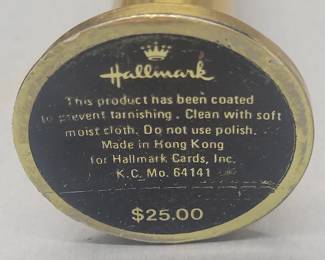 Hallmark
This product has been coated
to prevent tarnishing. Clean with soft
moist cloth. Do not use polish.
Made in Hong Kong
for Hallmark Cards, Inc.
K.C. Mo. 64141
$25.00